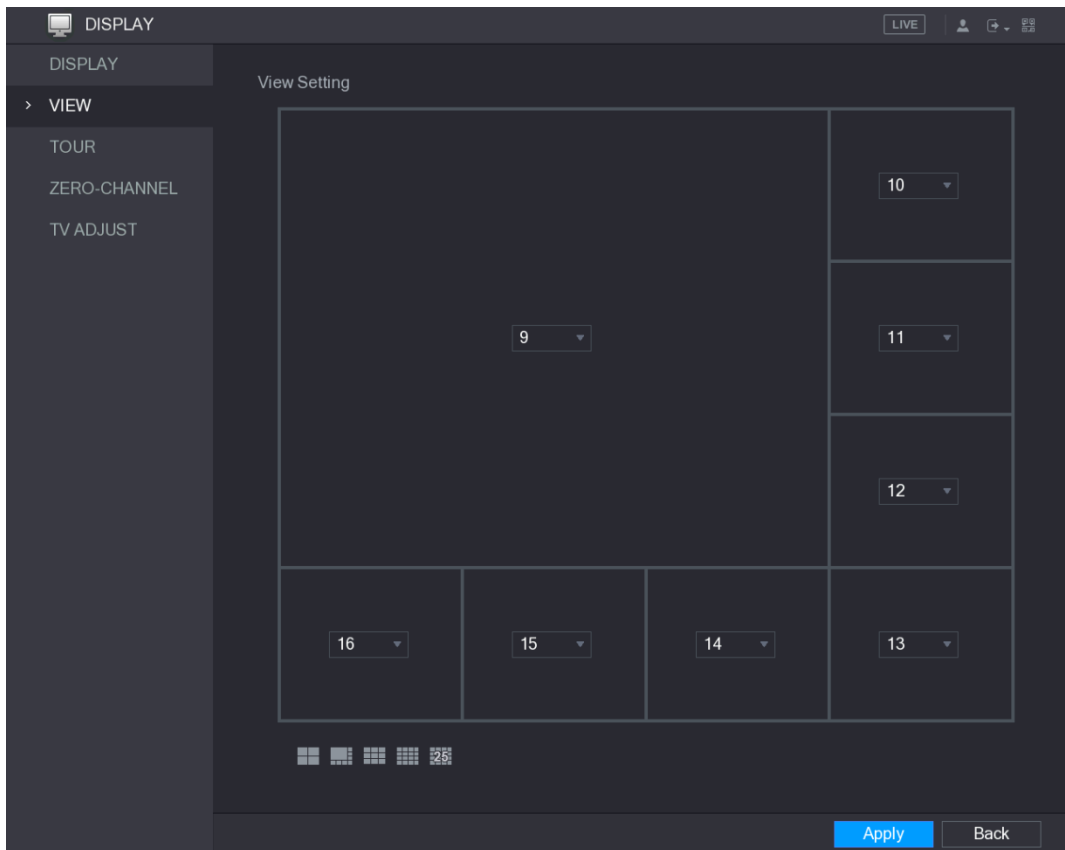 DISPLAY
LIVE
DISPLAY
VIEW
TOUR
ZERO-CHANNEL
TV ADJUST
View Setting
10
9
11
12
16
15
14
13
25
Apply
Back